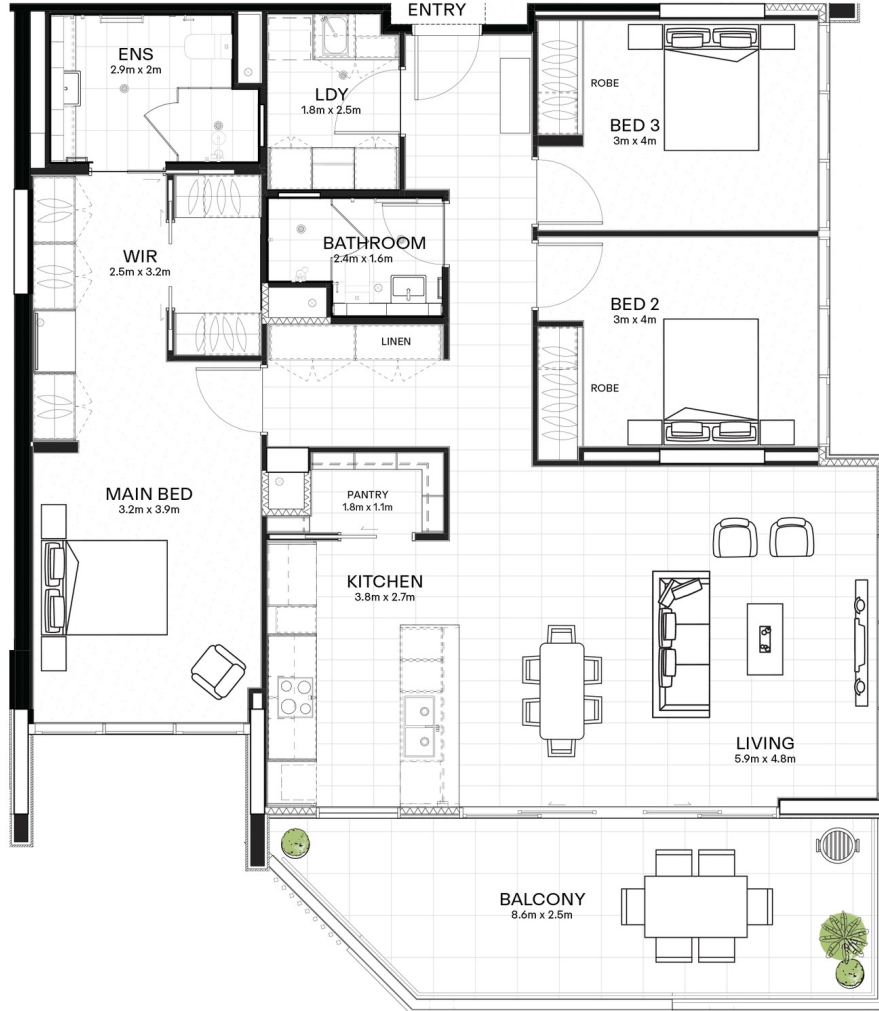 ENTRY
ENS
2.9m x 2m
LDY
1.8m x 2.5m
ROBE
BED 3
3m x 4m
WIR
2.5m x 3.2m
BATHROOM
2.4m x 1.6m
BED 2
3m x 4m
LINEN
ROBE
MAIN BED
3.2m x 3.9m
PANTRY
1.8m x 1.1m
KITCHEN
3.8m x 2.7m
LIVING
5.9m x 4.8m
BALCONY
8.6m x 2.5m